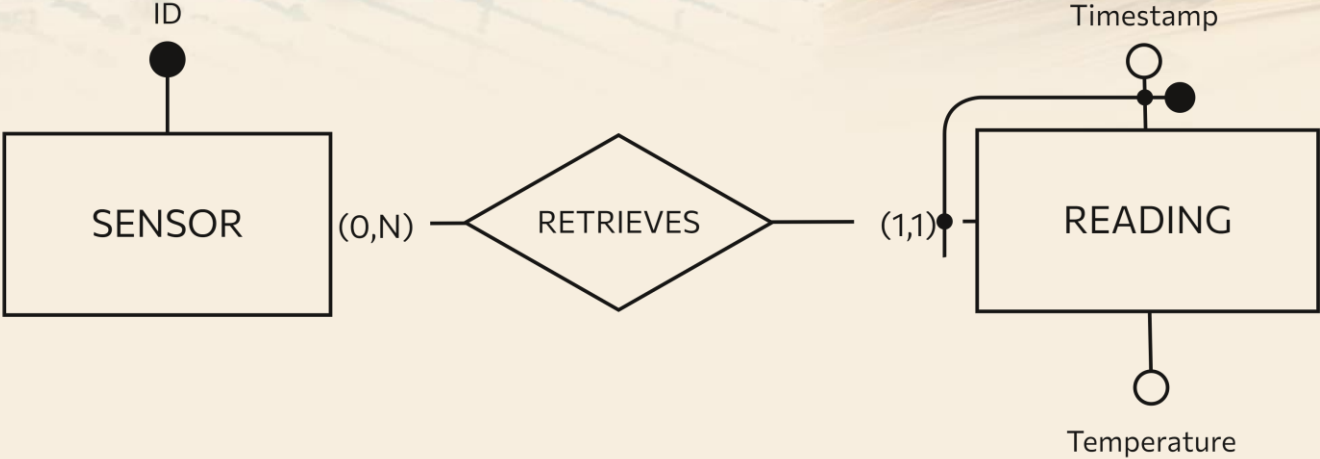 ID
Timestamp
SENSOR
(0,N)
RETRIEVES
(1,1)
READING
Temperature